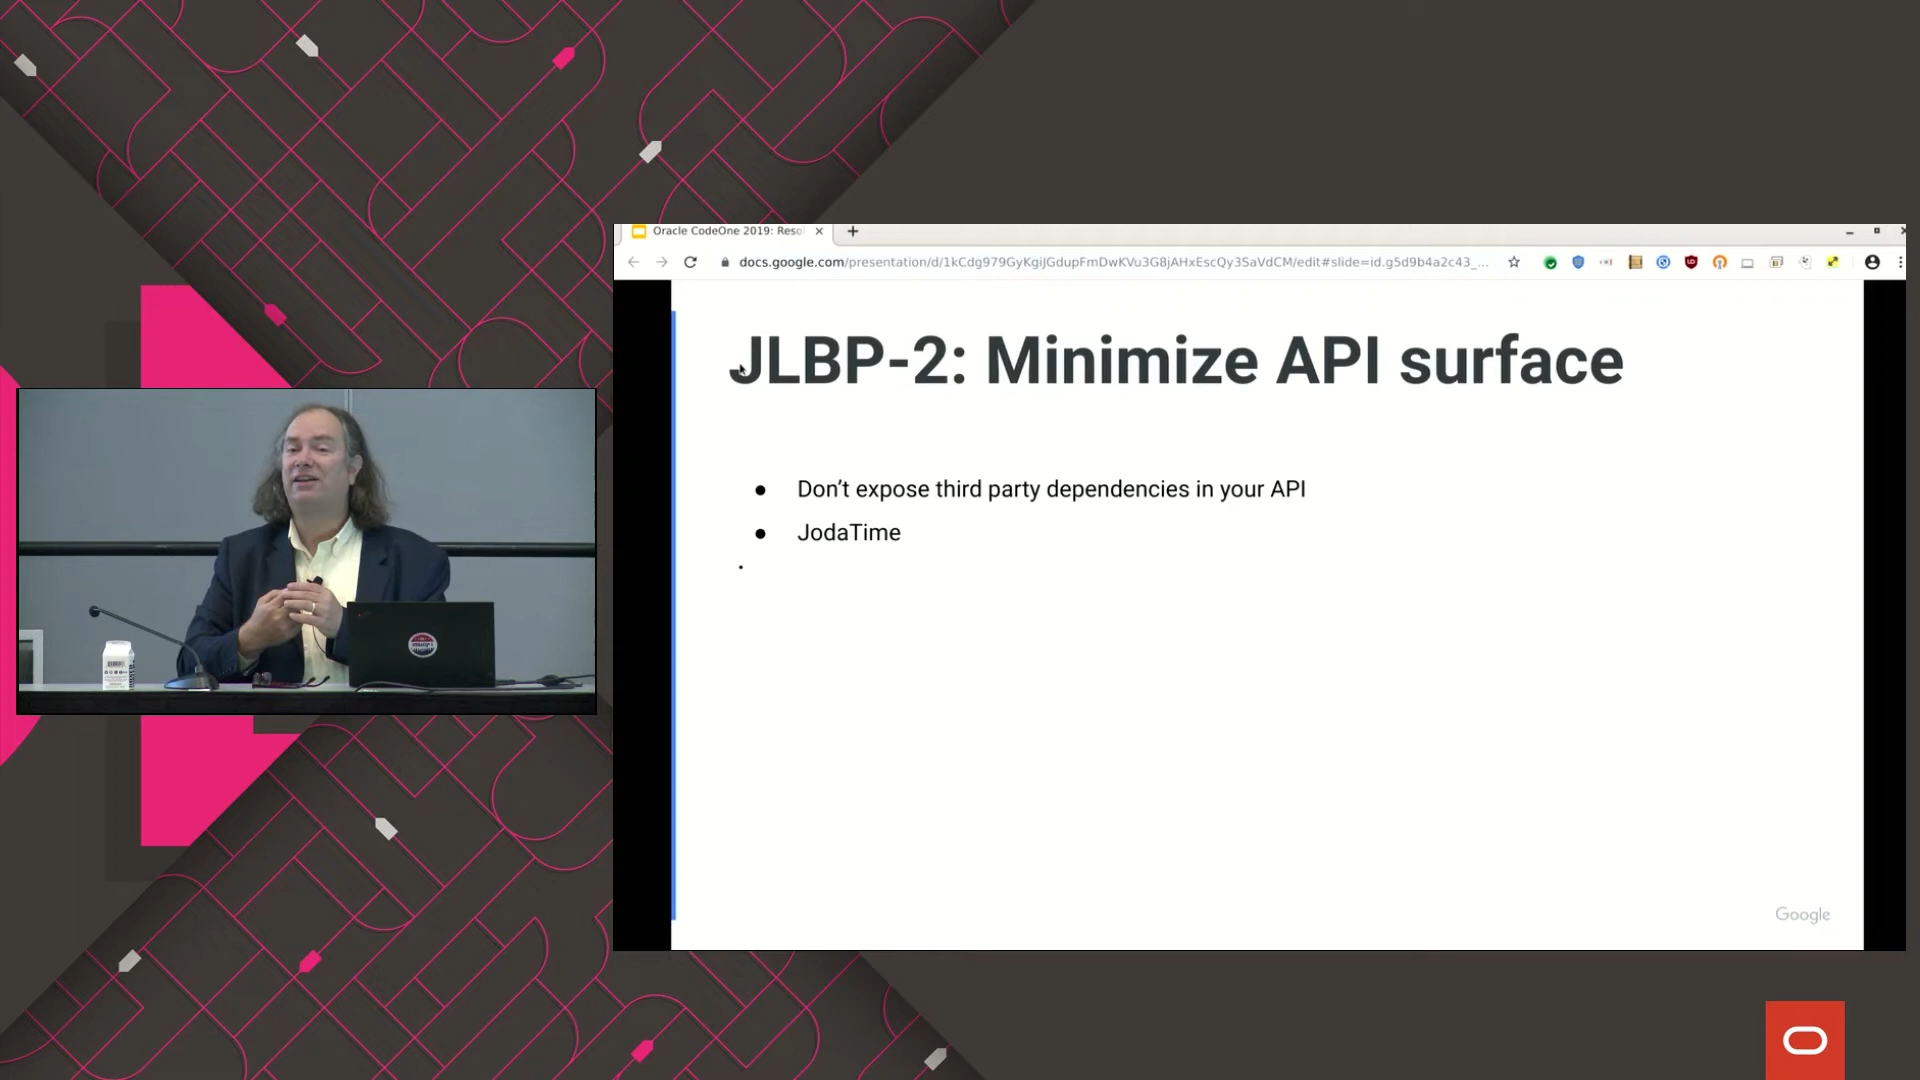 Oracle CodeOne 2019: Reso
docs.google.com/presentation/d/1kCdg979GyKgiJGdupFmDwKVu3G8jAHxEscQy3SaVdCM/edit#slide=id.g5d9b4a2c43_...
JLBP-2: Minimize API surface
● Don’t expose third party dependencies in your API
● JodaTime
Google